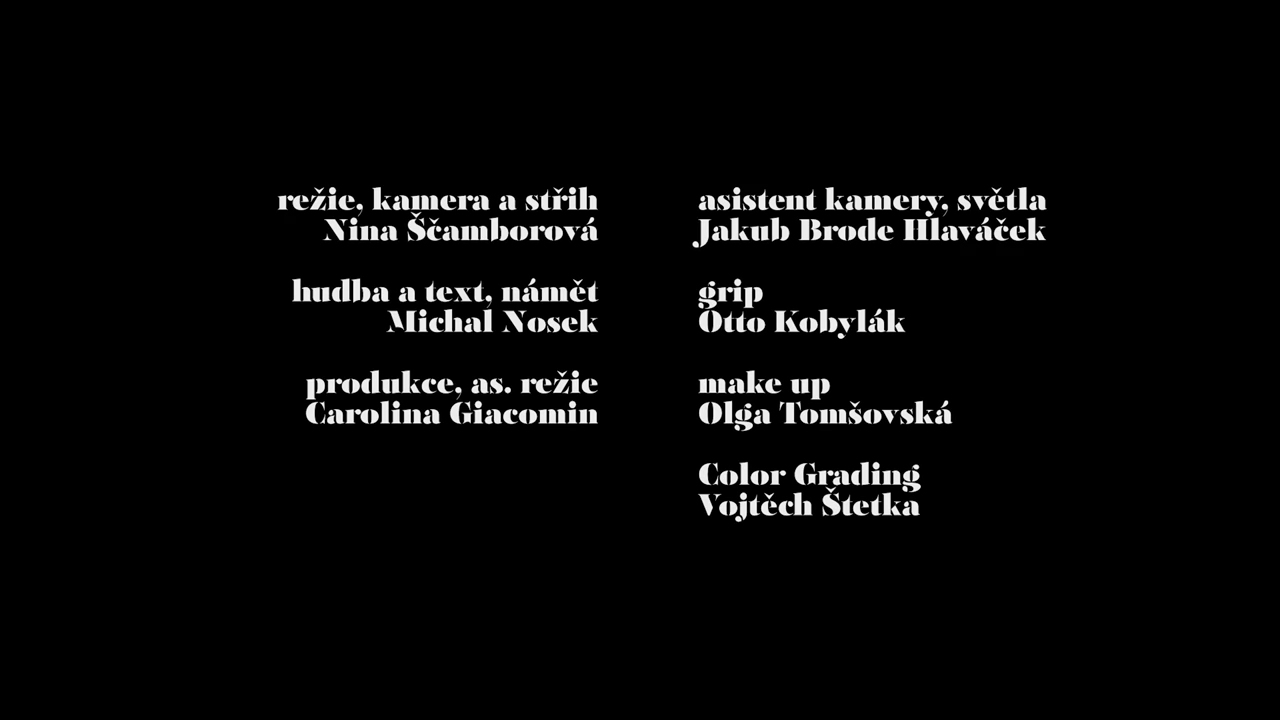 režie, kamera a střih
Nina Ščamborová
hudba a text, námět
Michal Nosek
produkce, as. režie
Carolina Giacomin
asistent kamery, světla
Jakub Brode Hlaváček
grip
Otto Kobylák
make up
Olga Tomšovská
Color Grading
Vojtěch Štetka